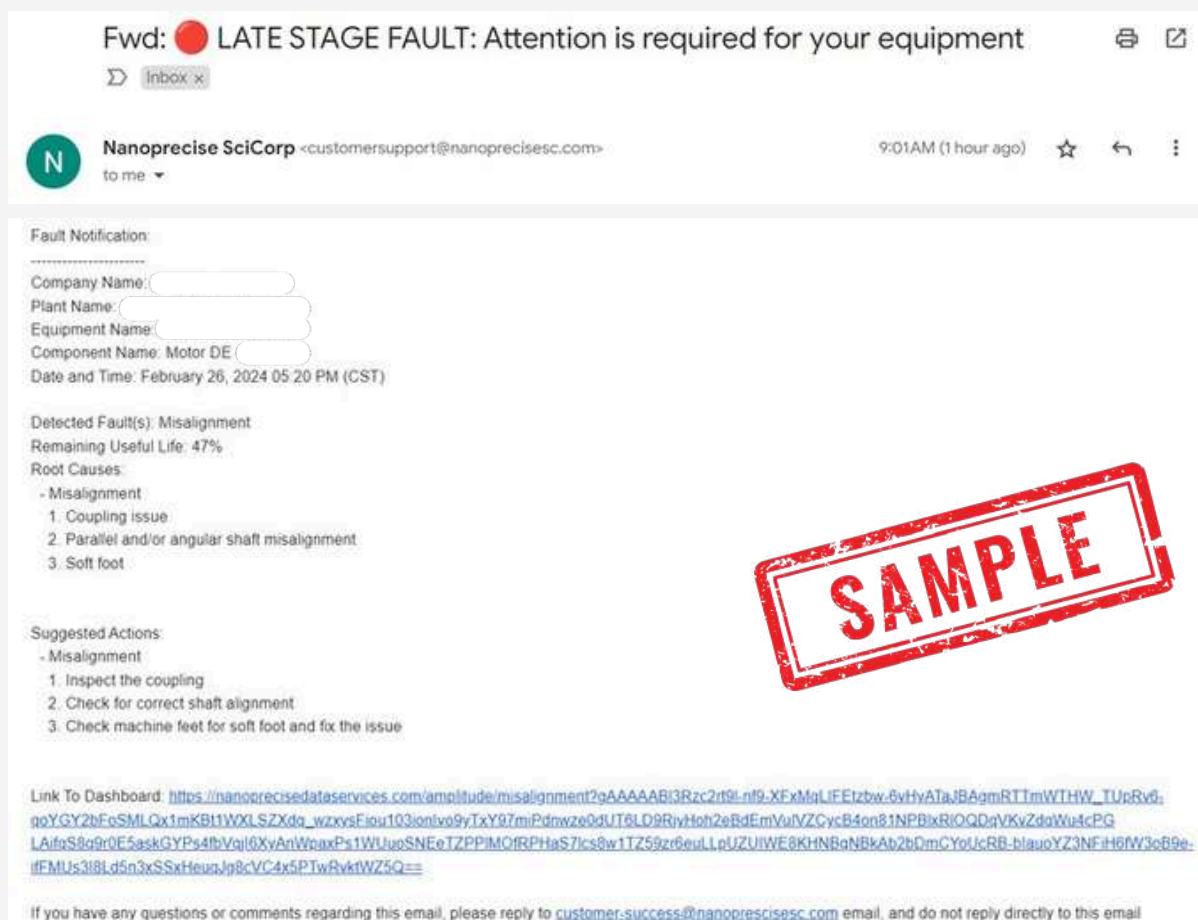 Fwd: 🔴 LATE STAGE FAULT: Attention is required for your equipment
Inbox x
N
Nanoprecise SciCorp <customersupport@nanoprecisesc.com>
9:01AM (1 hour ago)
to me
Fault Notification:
----------------------
Company Name:
Plant Name:
Equipment Name:
Component Name: Motor DE
Date and Time: February 26, 2024 05:20 PM (CST)
Detected Fault(s): Misalignment
Remaining Useful Life: 47%
Root Causes:
- Misalignment
1. Coupling issue
2. Parallel and/or angular shaft misalignment
3. Soft foot
SAMPLE
Suggested Actions:
- Misalignment
1. Inspect the coupling
2. Check for correct shaft alignment
3. Check machine feet for soft foot and fix the issue
Link To Dashboard:
If you have any questions or comments regarding this email, please reply to customer-success@nanoprescisesc.com email, and do not reply directly to this email